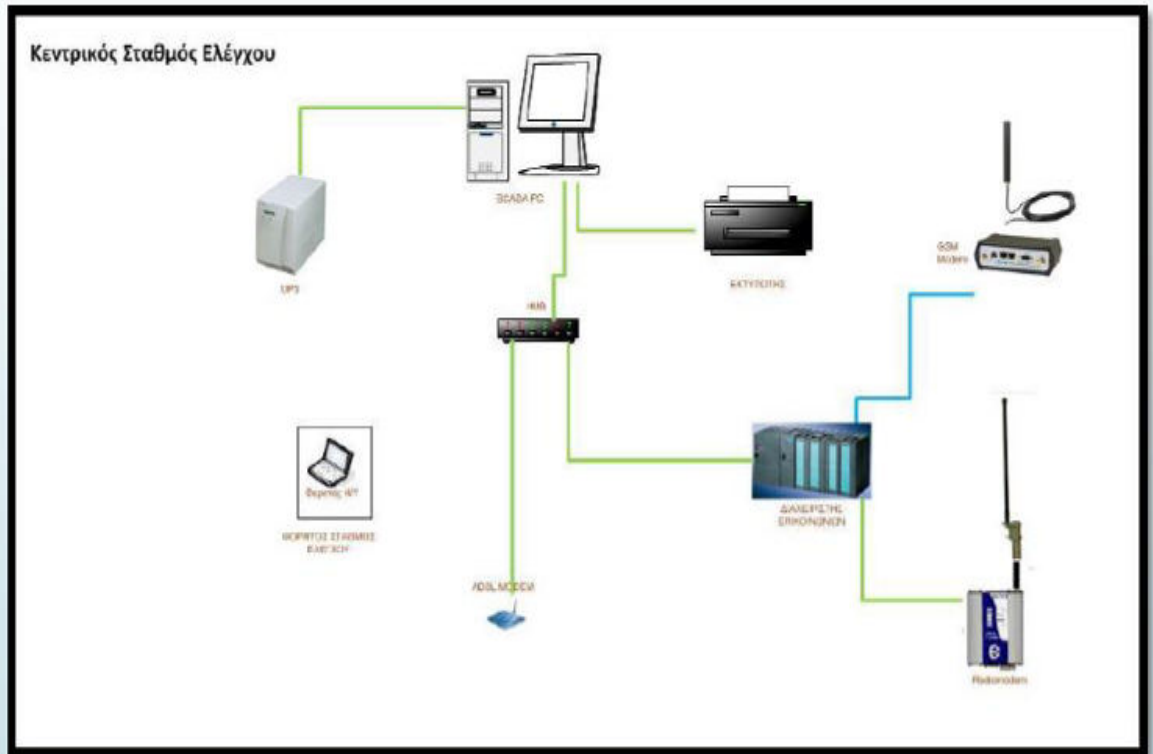 Κεντρικός Σταθμός Ελέγχου
SCADA PC
UPS
ΕΚΤΥΠΩΤΗΣ
GSM
Modem
HUB
Φορητός Η/Υ
ΦΟΡΗΤΟΣ ΣΤΑΘΜΟΣ
ΕΛΕΓΧΟΥ
ΔΙΑΧΕΙΡΙΣΤΗΣ
ΕΠΙΚΟΙΝΩΝΙΩΝ
ADSL MODEM
Radiomodem